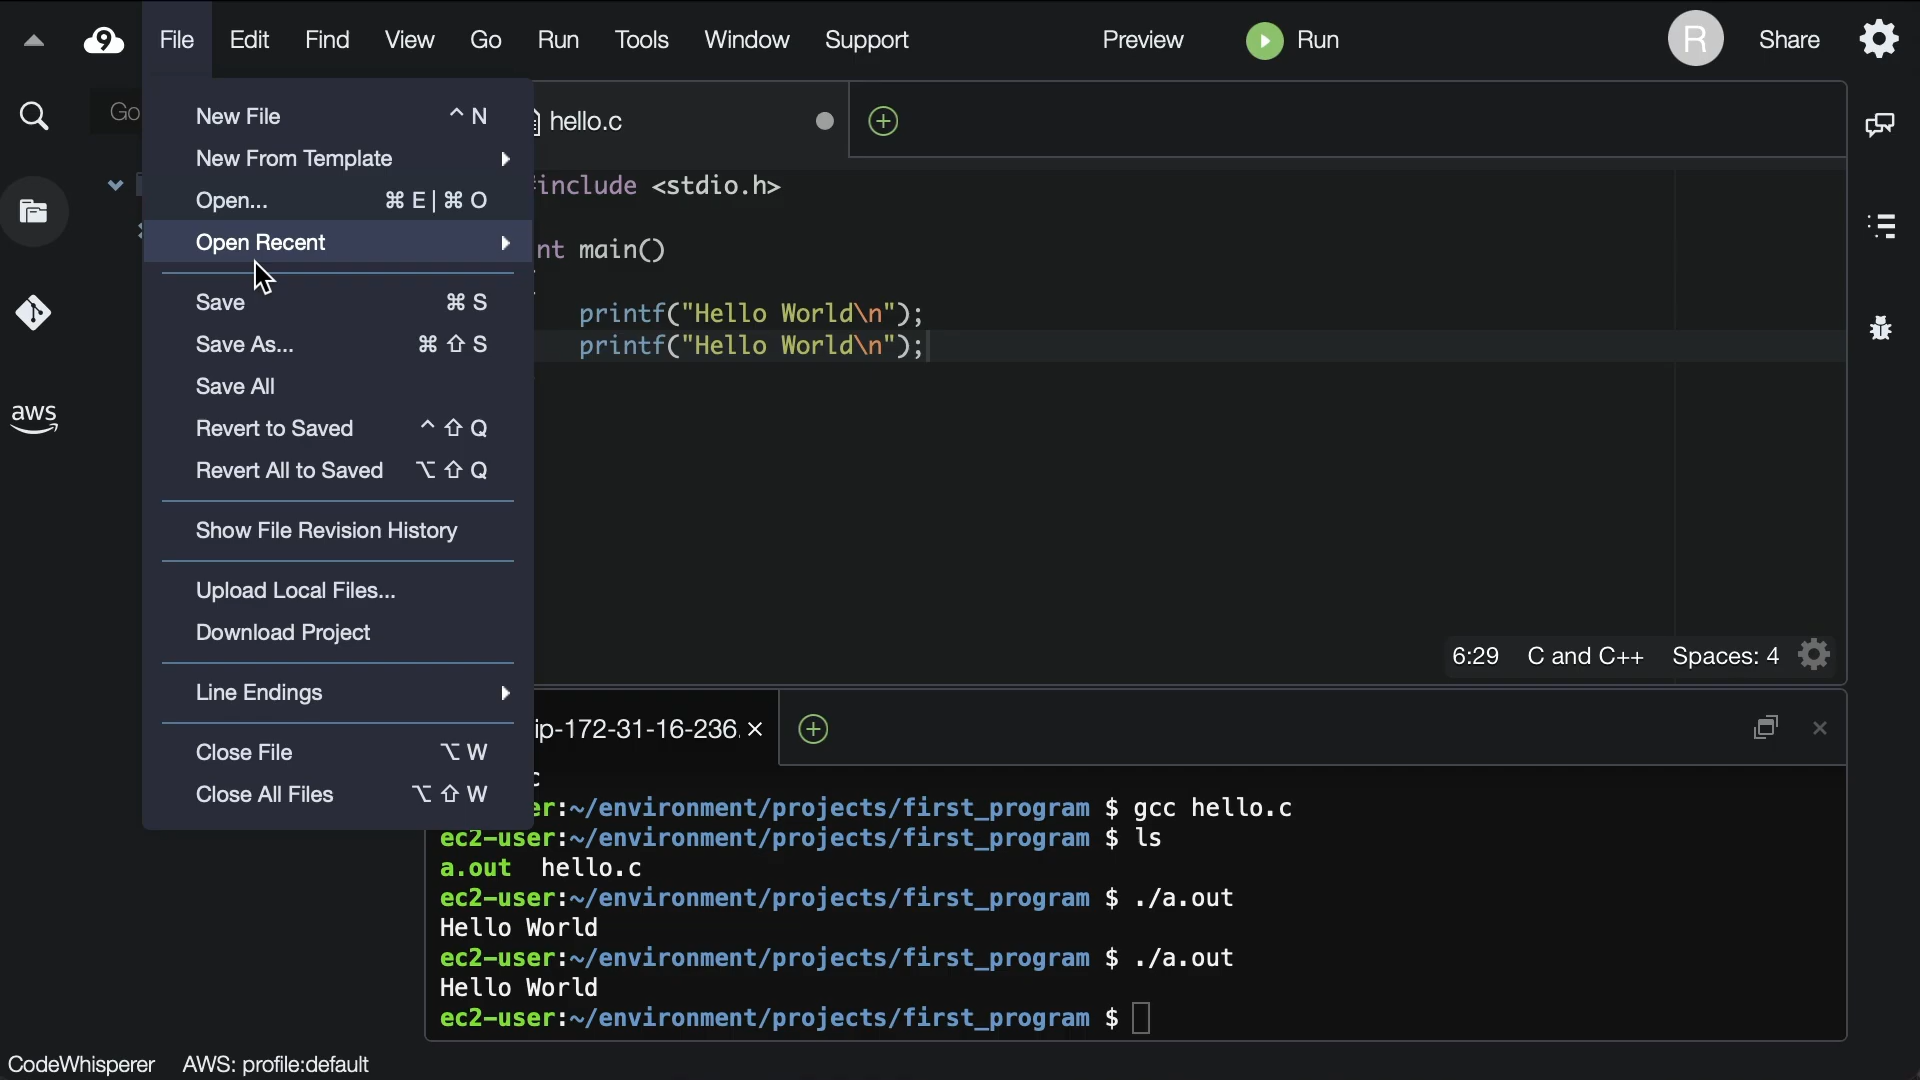 9 File Edit Find View Go Run Tools Window Support Preview Run R Share
Go
New File ^ N
New From Template
Open... ⌘ E | ⌘ O
Open Recent
Save ⌘ S
Save As... ⌘ ⇧ S
Save All
Revert to Saved ^ ⇧ Q
Revert All to Saved ⌥ ⇧ Q
Show File Revision History
Upload Local Files...
Download Project
Line Endings
Close File ⌥ W
Close All Files ⌥ ⇧ W
aws
hello.c
include <stdio.h>
nt main()
printf("Hello World\n");
printf("Hello World\n");
6:29 C and C++ Spaces: 4
ip-172-31-16-236. ×
c
er:~/environment/projects/first_program $ gcc hello.c
ec2-user:~/environment/projects/first_program $ ls
a.out hello.c
ec2-user:~/environment/projects/first_program $ ./a.out
Hello World
ec2-user:~/environment/projects/first_program $ ./a.out
Hello World
ec2-user:~/environment/projects/first_program $
CodeWhisperer AWS: profile:default